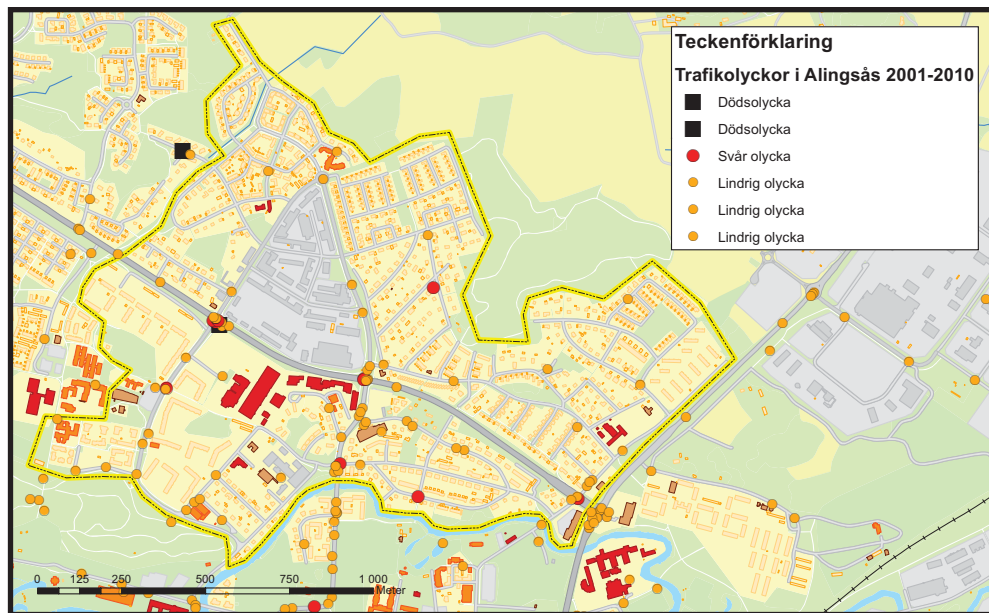 Teckenförklaring
Trafikolyckor i Alingsås 2001-2010
Dödsolycka
Dödsolycka
Svår olycka
Lindrig olycka
Lindrig olycka
Lindrig olycka
0 125 250 500 750 1 000
Meter